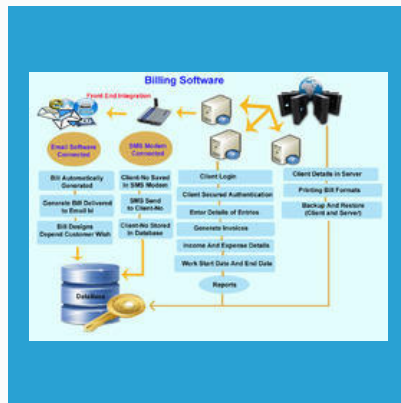 Billing Software
Front End Integration
Email Software
Connected
SMS Modem
Connected
Bill Automatically
Generated
Generate Bill Delivered
to Email Id
Bill Designs
Depend Customer Wish
Client-No Saved
In SMS Modem
SMS Send
to Client-No
Client-No Stored
In Database
Client Login
Client Secured Authentication
Enter Details of Entries
Generate Invoices
Income And Expense Details
Work Start Date And End Date
Reports
Client Details in Server
Printing Bill Formats
Backup And Restore
(Client and Server)
DataBase